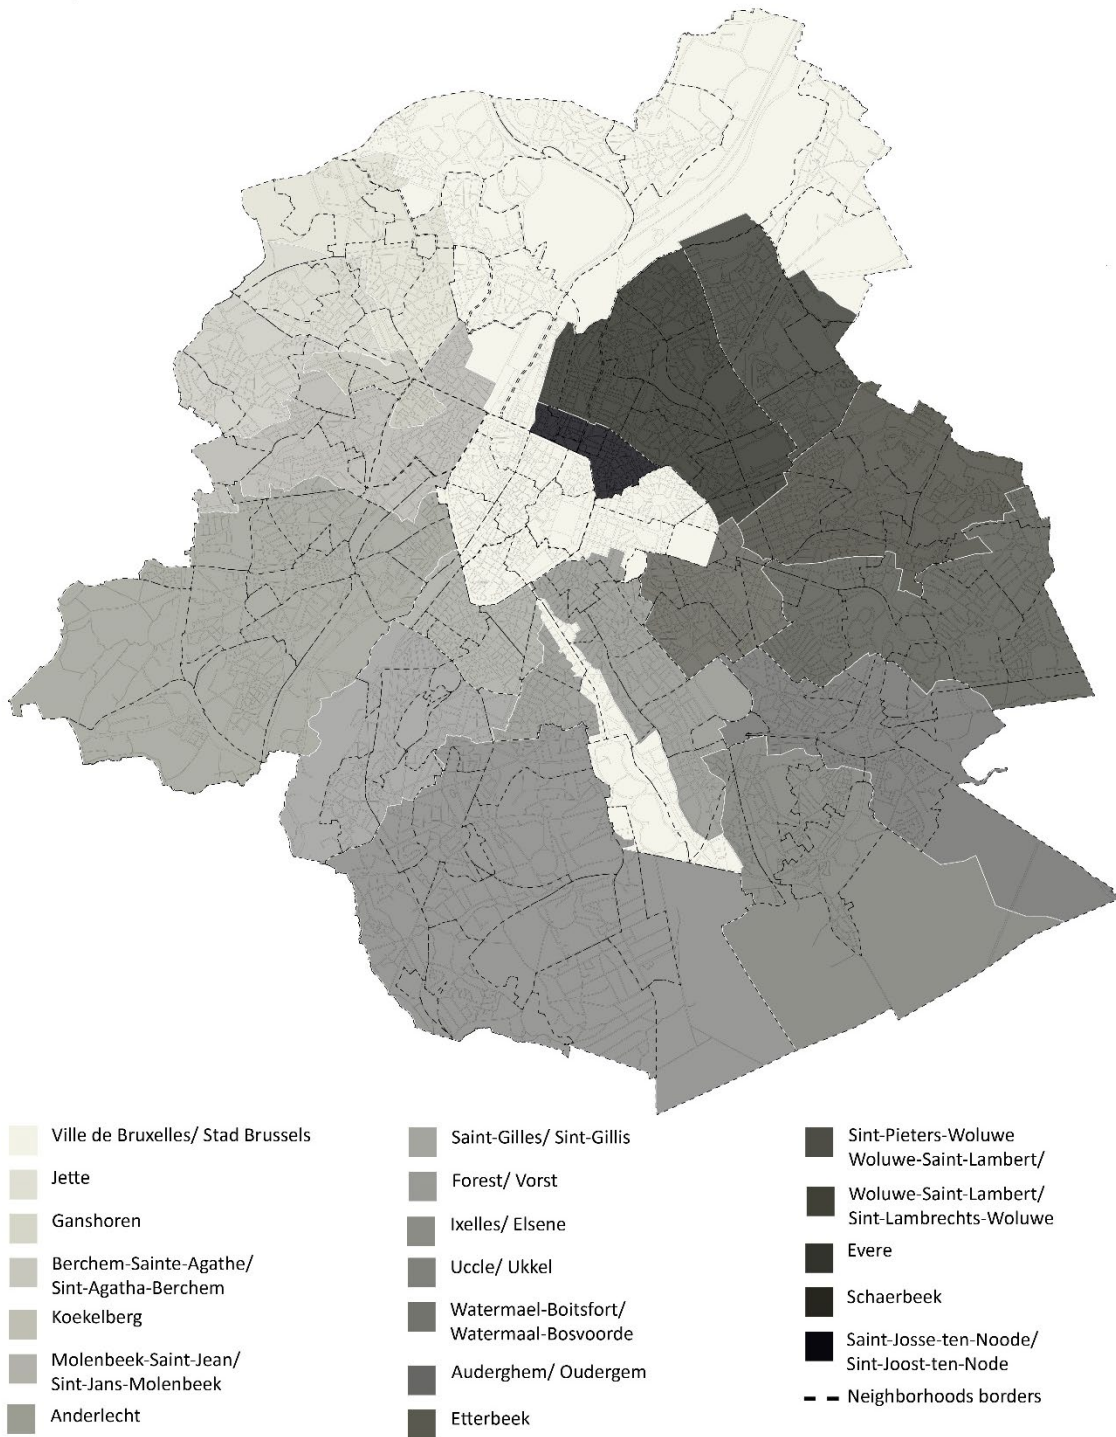 Ville de Bruxelles/ Stad Brussels
Jette
Ganshoren
Berchem-Sainte-Agathe/
Sint-Agatha-Berchem
Koekelberg
Molenbeek-Saint-Jean/
Sint-Jans-Molenbeek
Anderlecht
Saint-Gilles/ Sint-Gillis
Forest/ Vorst
Ixelles/ Elsene
Uccle/ Ukkel
Watermael-Boitsfort/
Watermaal-Bosvoorde
Auderghem/ Oudergem
Etterbeek
Sint-Pieters-Woluwe
Woluwe-Saint-Lambert/
Woluwe-Saint-Lambert/
Sint-Lambrechts-Woluwe
Evere
Schaerbeek
Saint-Josse-ten-Noode/
Sint-Joost-ten-Node
Neighborhoods borders